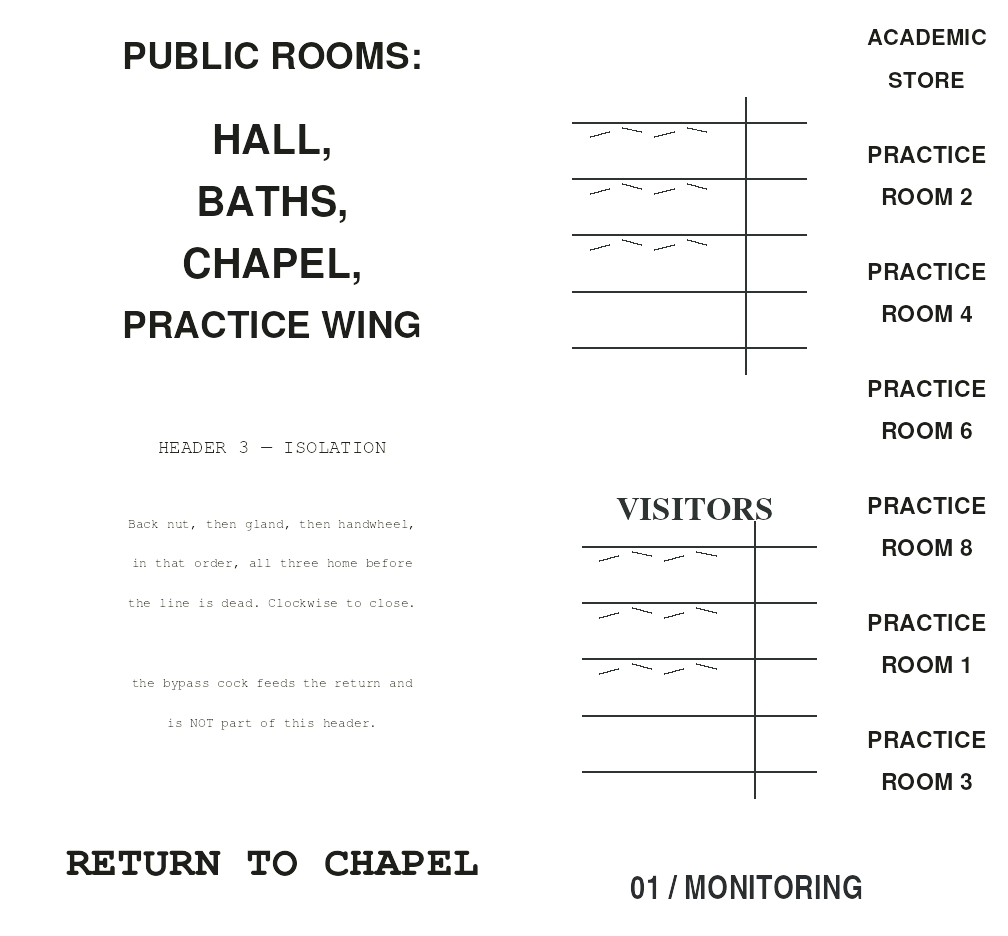 PUBLIC ROOMS:
HALL,
BATHS,
CHAPEL,
PRACTICE WING
HEADER 3 — ISOLATION
Back nut, then gland, then handwheel,
in that order, all three home before
the line is dead. Clockwise to close.
the bypass cock feeds the return and
is NOT part of this header.
RETURN TO CHAPEL
VISITORS
01 / MONITORING
ACADEMIC
STORE
PRACTICE
ROOM 2
PRACTICE
ROOM 4
PRACTICE
ROOM 6
PRACTICE
ROOM 8
PRACTICE
ROOM 1
PRACTICE
ROOM 3